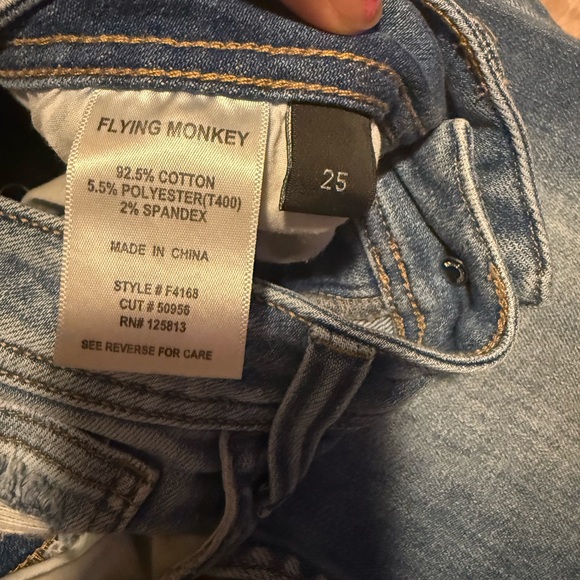 FLYING MONKEY
92.5% COTTON
5.5% POLYESTER(T400)
2% SPANDEX
MADE IN CHINA
STYLE # F4168
CUT # 50956
RN# 125813
SEE REVERSE FOR CARE
25